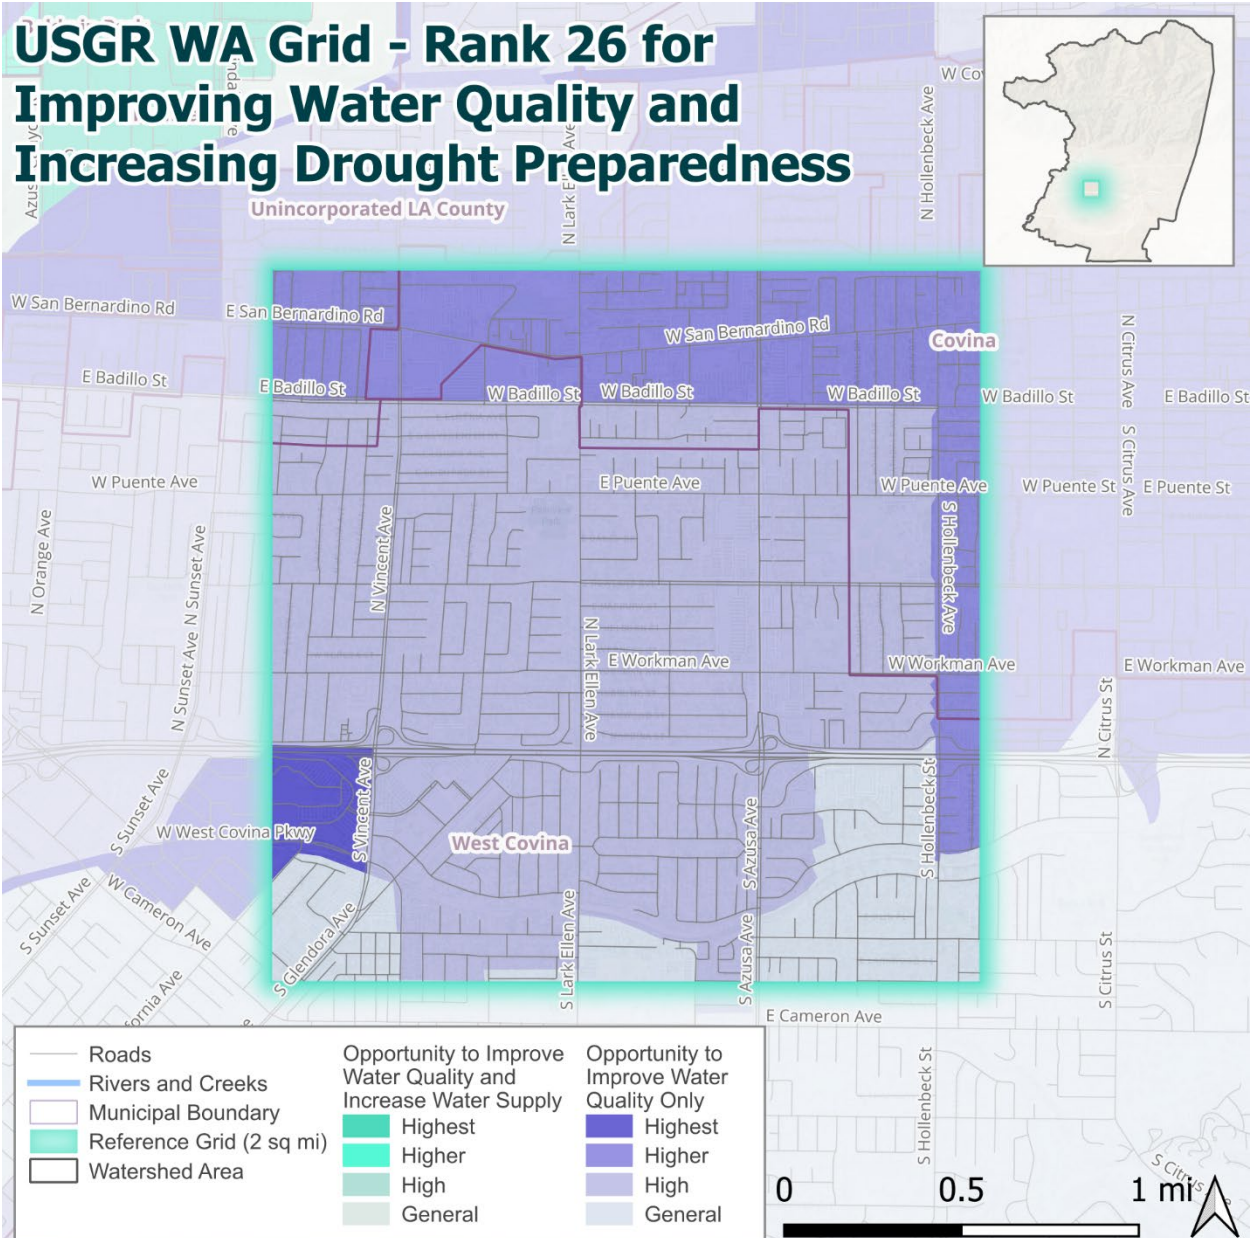 USGR WA Grid - Rank 26 for
Improving Water Quality and
Increasing Drought Preparedness
N Lark Ellen Ave
N Hollenbeck Ave
Unincorporated LA County
W San Bernardino Rd
E San Bernardino Rd
W San Bernardino Rd
Covina
N Citrus Ave
E Badillo St
E Badillo St
W Badillo St
W Badillo St
W Badillo St
W Badillo St
E Badillo St
S Citrus Ave
W Puente Ave
E Puente Ave
W Puente Ave
W Puente St
E Puente St
N Orange Ave
N Sunset Ave
N Vincent Ave
S Hollenbeck Ave
N Sunset Ave
N Lark Ellen Ave
E Workman Ave
W Workman Ave
E Workman Ave
N Citrus St
S Sunset Ave
S Vincent Ave
W West Covina Pkwy
West Covina
S Azusa Ave
S Hollenbeck St
S Sunset Ave
W Cameron Ave
S Glendora Ave
S Lark Ellen Ave
S Azusa Ave
S Citrus St
E Cameron Ave
S Hollenbeck St
Roads
Rivers and Creeks
Municipal Boundary
Reference Grid (2 sq mi)
Watershed Area
Opportunity to Improve
Water Quality and
Increase Water Supply
Highest
Higher
High
General
Opportunity to
Improve Water
Quality Only
Highest
Higher
High
General
0 0.5 1 mi